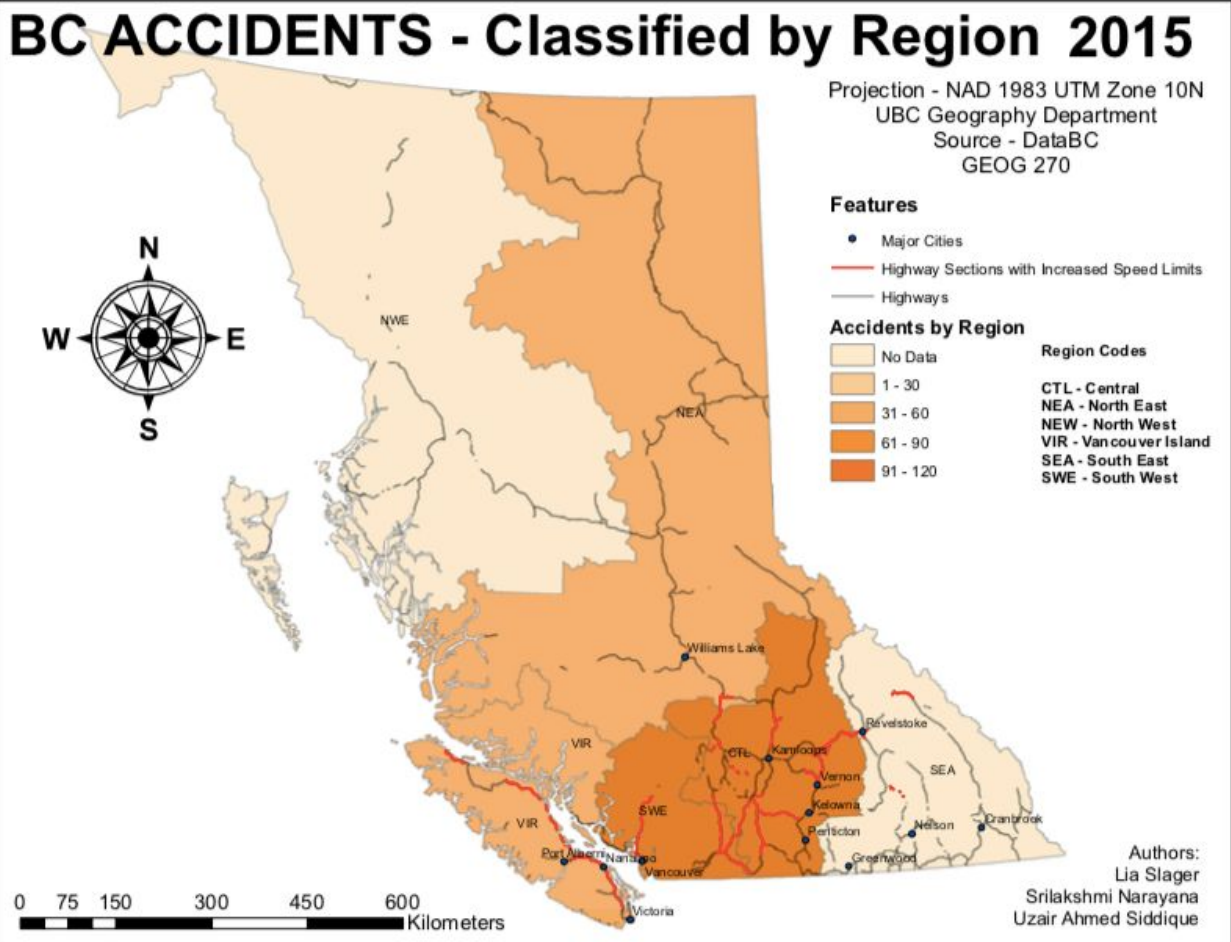 BC ACCIDENTS - Classified by Region 2015
Projection - NAD 1983 UTM Zone 10N
UBC Geography Department
Source - DataBC
GEOG 270
Features
Major Cities
Highway Sections with Increased Speed Limits
Highways
Accidents by Region
No Data
1 - 30
31 - 60
61 - 90
91 - 120
Region Codes
CTL - Central
NEA - North East
NEW - North West
VIR - Vancouver Island
SEA - South East
SWE - South West
N
W
E
S
NWE
NEA
Williams Lake
Revelstoke
VIR
CTL
Kamloops
SEA
Vernon
SWE
Kelowna
VIR
Penticton
Nelson
Cranbrook
Port Alberni
Nanaimo
Vancouver
Greenwood
Victoria
0 75 150 300 450 600
Kilometers
Authors:
Lia Slager
Srilakshmi Narayana
Uzair Ahmed Siddique